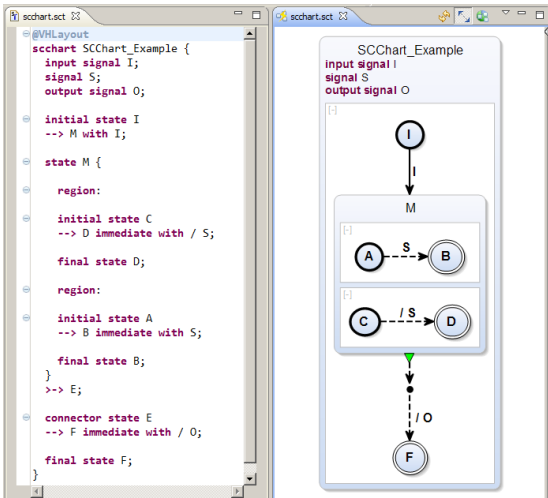 scchart.sct
@VHLayout
scchart SCChart_Example {
input signal I;
signal S;
output signal O;
initial state I
--> M with I;
state M {
region:
initial state C
--> D immediate with / S;
final state D;
region:
initial state A
--> B immediate with S;
final state B;
}
>-> E;
connector state E
--> F immediate with / O;
final state F;
}
scchart.sct
SCChart_Example
input signal I
signal S
output signal O
[-]
I
I
M
[-]
A
S
B
[-]
C
/ S
D
/ O
F